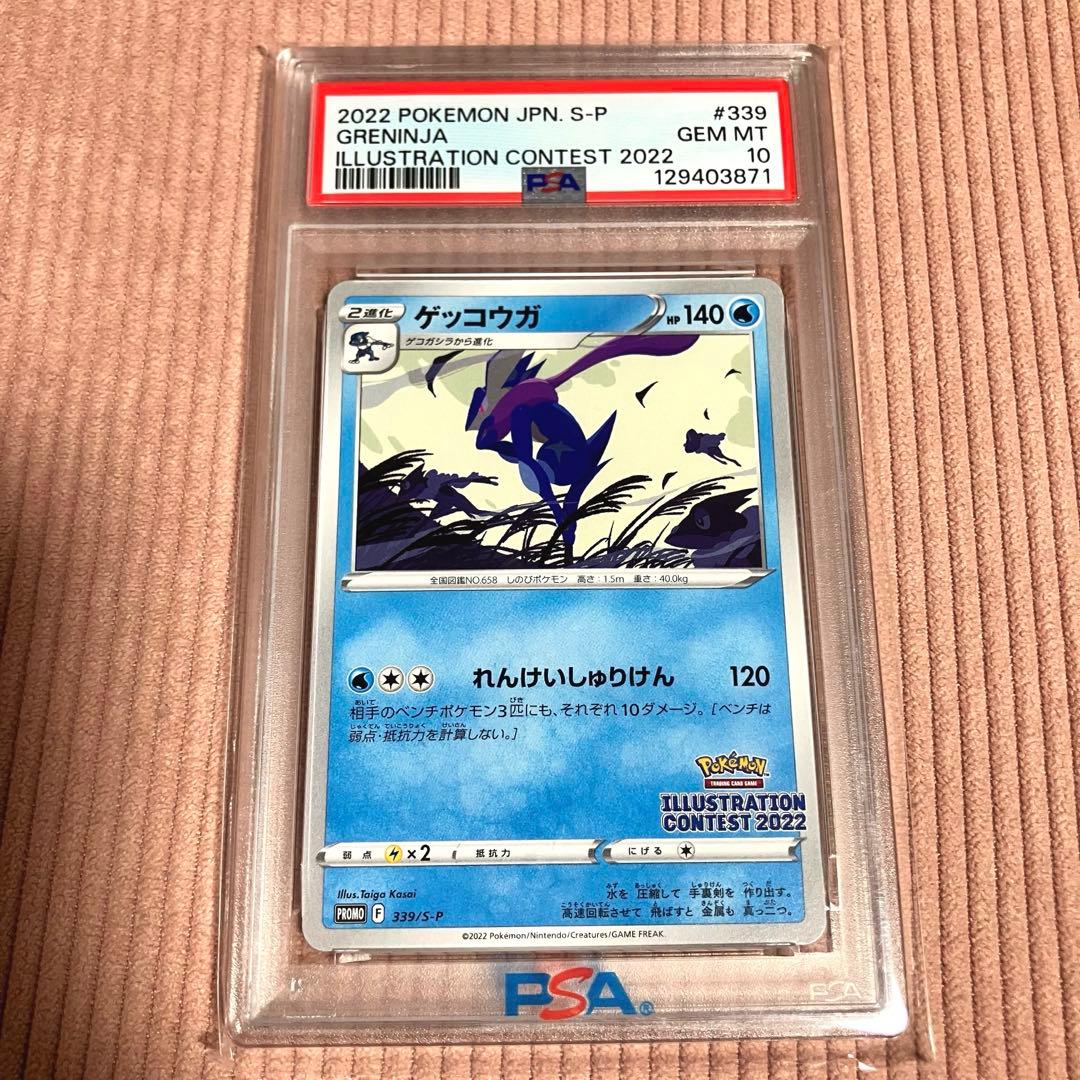 2022 POKEMON JPN. S-P #339
GRENINJA GEM MT
ILLUSTRATION CONTEST 2022 10
PSA 129403871
2進化 ゲッコウガ HP 140
ゲコガシラから進化
全国図鑑NO.658 しのびポケモン 高さ:1.5m 重さ:40.0kg
れんけいしゅりけん 120
相手のベンチポケモン3匹にも、それぞれ10ダメージ。[ベンチは
弱点・抵抗力を計算しない。]
Pokémon
TRADING CARD GAME
ILLUSTRATION
CONTEST 2022
弱点 ×2 抵抗力 にげる
Illus.Taiga Kasai
水を圧縮して手裏剣を作り出す。
高速回転させて飛ばすと金属も真っ二つ。
PROMO F 339/S-P
©2022 Pokémon/Nintendo/Creatures/GAME FREAK.
PSA®
PSA